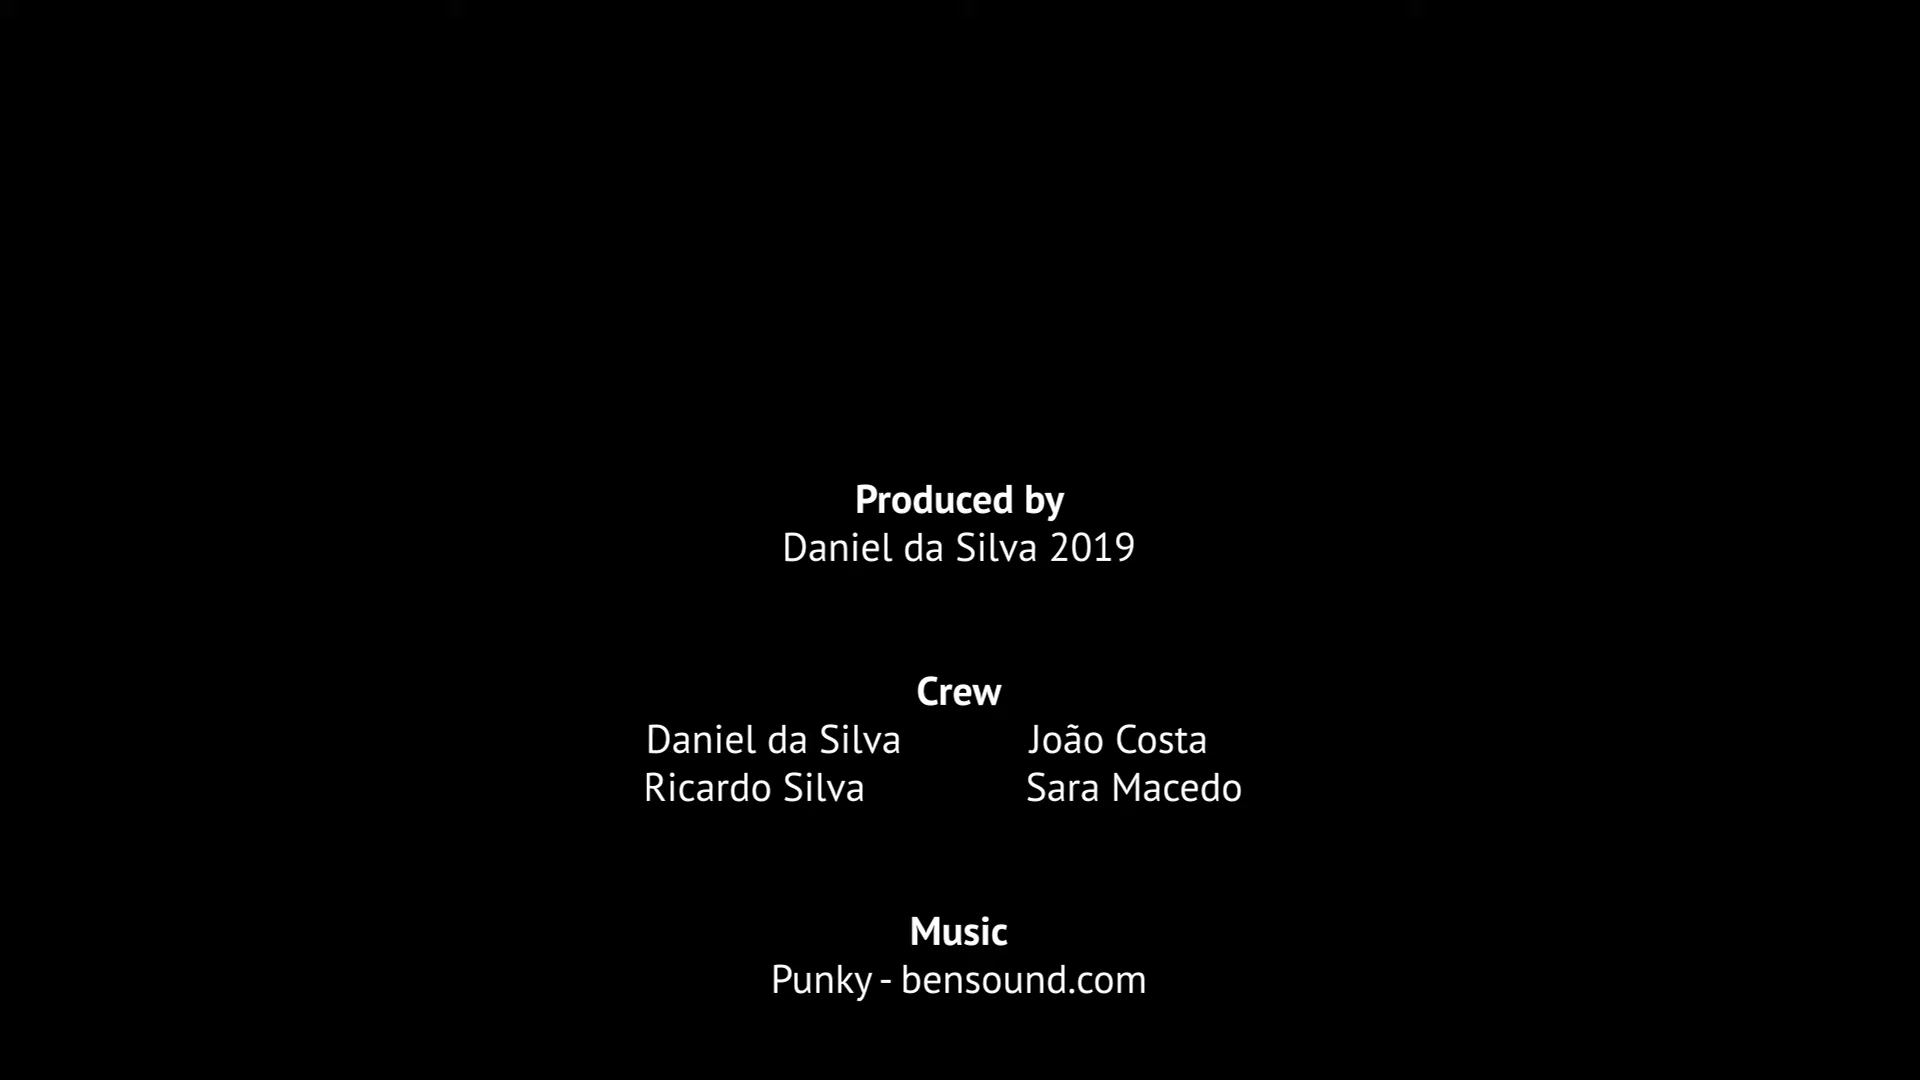 Produced by
Daniel da Silva 2019
Crew
Daniel da Silva João Costa
Ricardo Silva Sara Macedo
Music
Punky - bensound.com